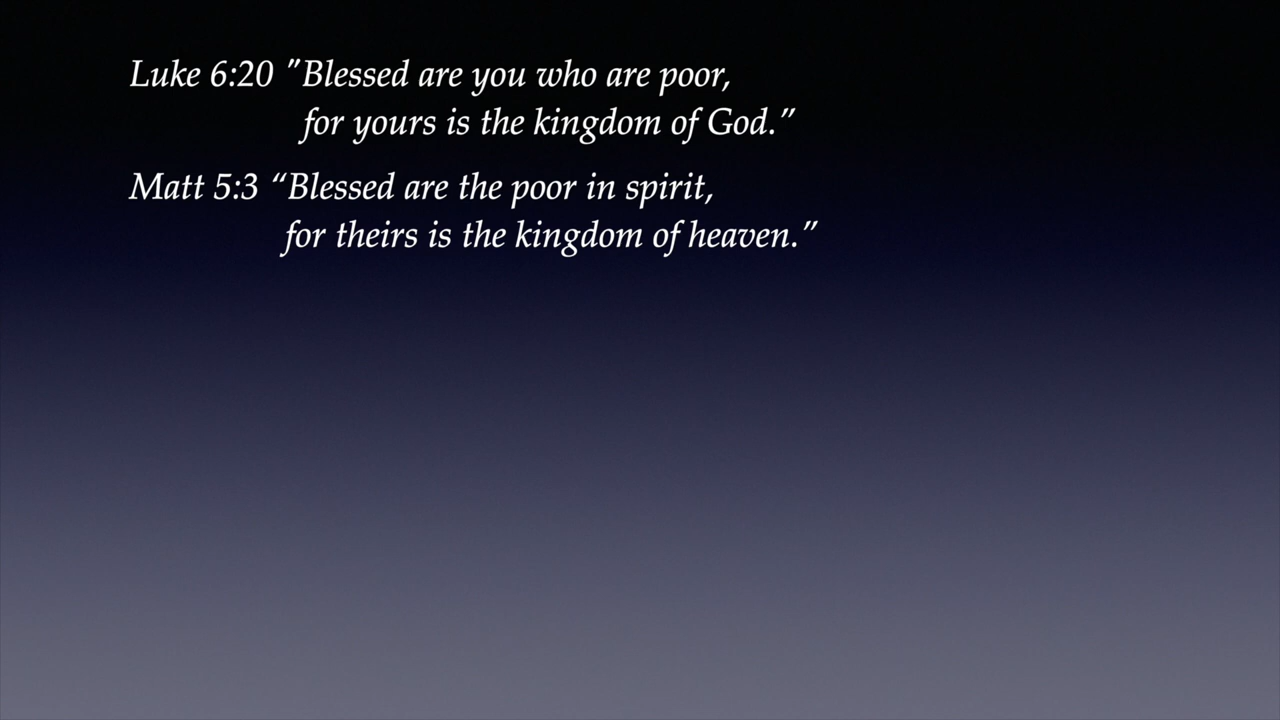 Luke 6:20 "Blessed are you who are poor,
for yours is the kingdom of God.”
Matt 5:3 “Blessed are the poor in spirit,
for theirs is the kingdom of heaven.”